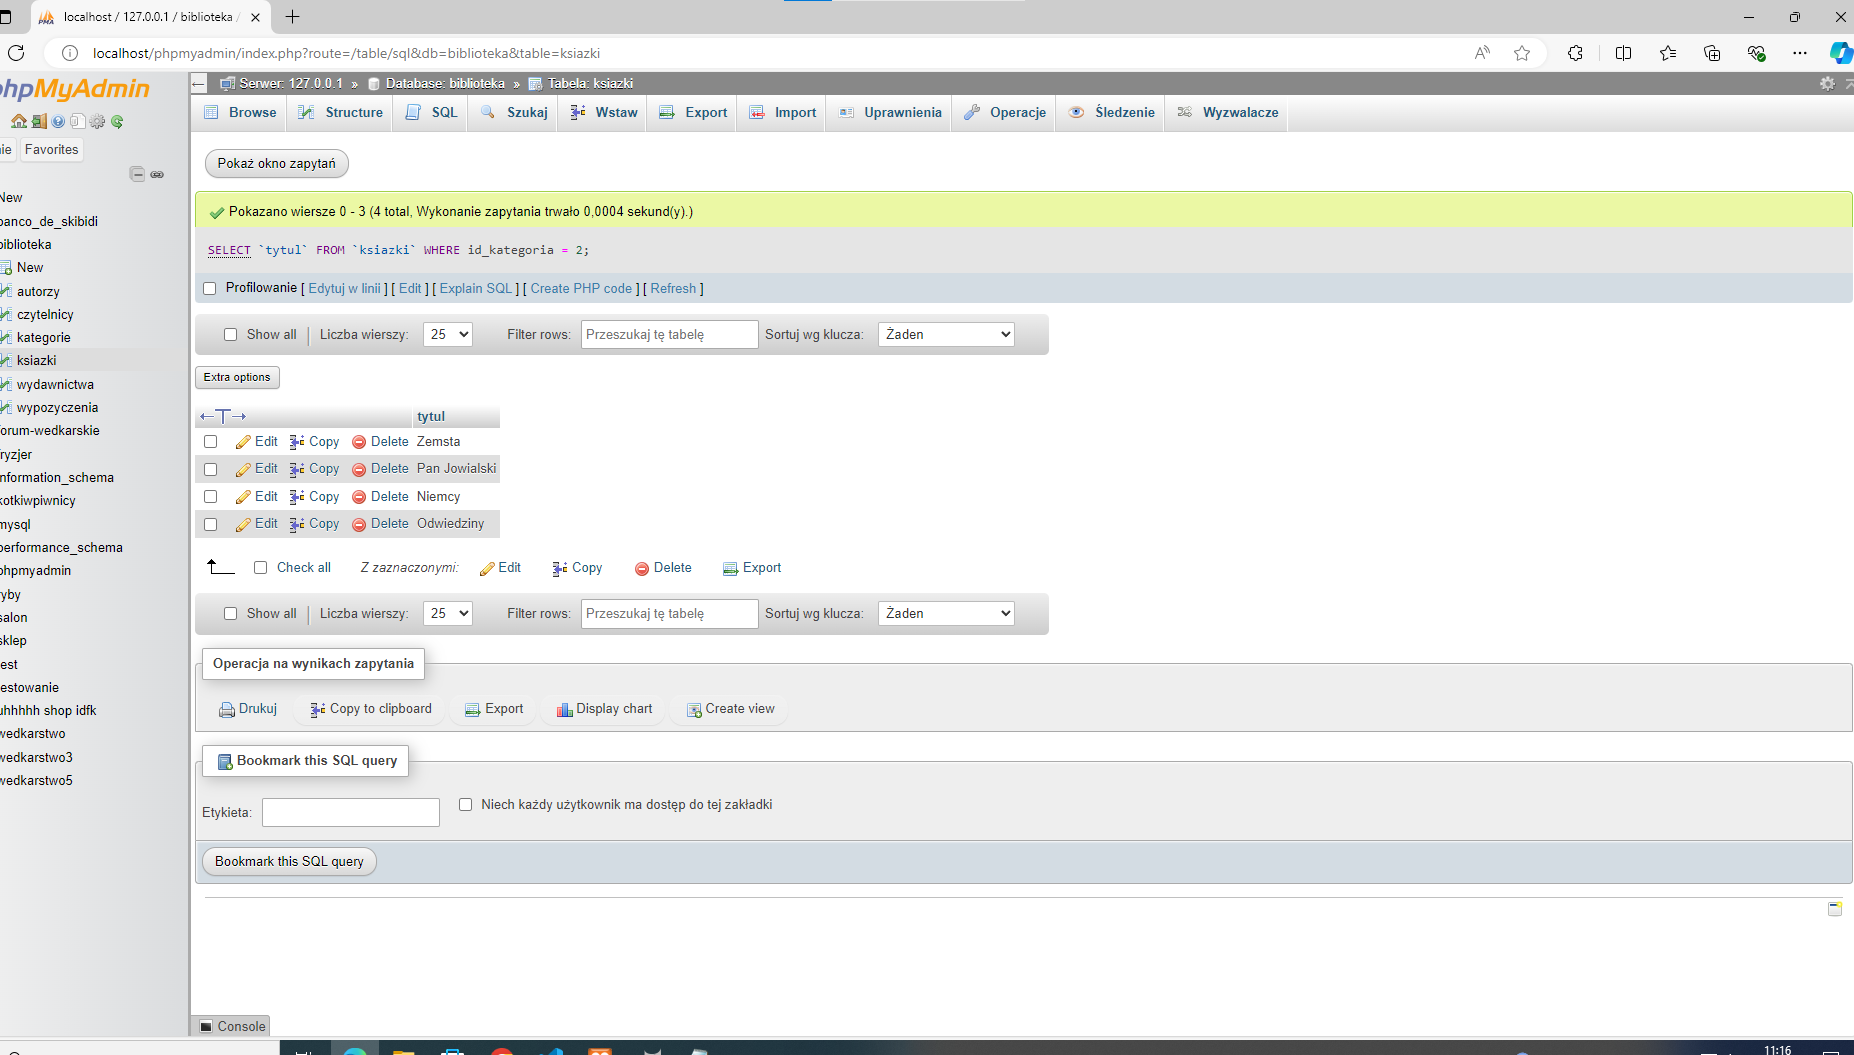 localhost / 127.0.0.1 / biblioteka /
localhost/phpmyadmin/index.php?route=/table/sql&db=biblioteka&table=ksiazki
hpMyAdmin
Serwer: 127.0.0.1 » Database: biblioteka » Tabela: ksiazki
Browse Structure SQL Szukaj Wstaw Export Import Uprawnienia Operacje Śledzenie Wyzwalacze
ie Favorites
New
banco_de_skibidi
biblioteka
New
autorzy
czytelnicy
kategorie
ksiazki
wydawnictwa
wypozyczenia
forum-wedkarskie
fryzjer
information_schema
kotkiwpiwnicy
mysql
performance_schema
phpmyadmin
ryby
salon
sklep
test
testowanie
uhhhhh shop idfk
wedkarstwo
wedkarstwo3
wedkarstwo5
Pokaż okno zapytań
Pokazano wiersze 0 - 3 (4 total, Wykonanie zapytania trwało 0,0004 sekund(y).)
SELECT `tytul` FROM `ksiazki` WHERE id_kategoria = 2;
Profilowanie [ Edytuj w linii ] [ Edit ] [ Explain SQL ] [ Create PHP code ] [ Refresh ]
Show all | Liczba wierszy: 25 Filter rows: Przeszukaj tę tabelę Sortuj wg klucza: Żaden
Extra options
←T→ tytul
Edit Copy Delete Zemsta
Edit Copy Delete Pan Jowialski
Edit Copy Delete Niemcy
Edit Copy Delete Odwiedziny
Check all Z zaznaczonymi: Edit Copy Delete Export
Show all | Liczba wierszy: 25 Filter rows: Przeszukaj tę tabelę Sortuj wg klucza: Żaden
Operacja na wynikach zapytania
Drukuj Copy to clipboard Export Display chart Create view
Bookmark this SQL query
Etykieta: Niech każdy użytkownik ma dostęp do tej zakładki
Bookmark this SQL query
Console
11:16